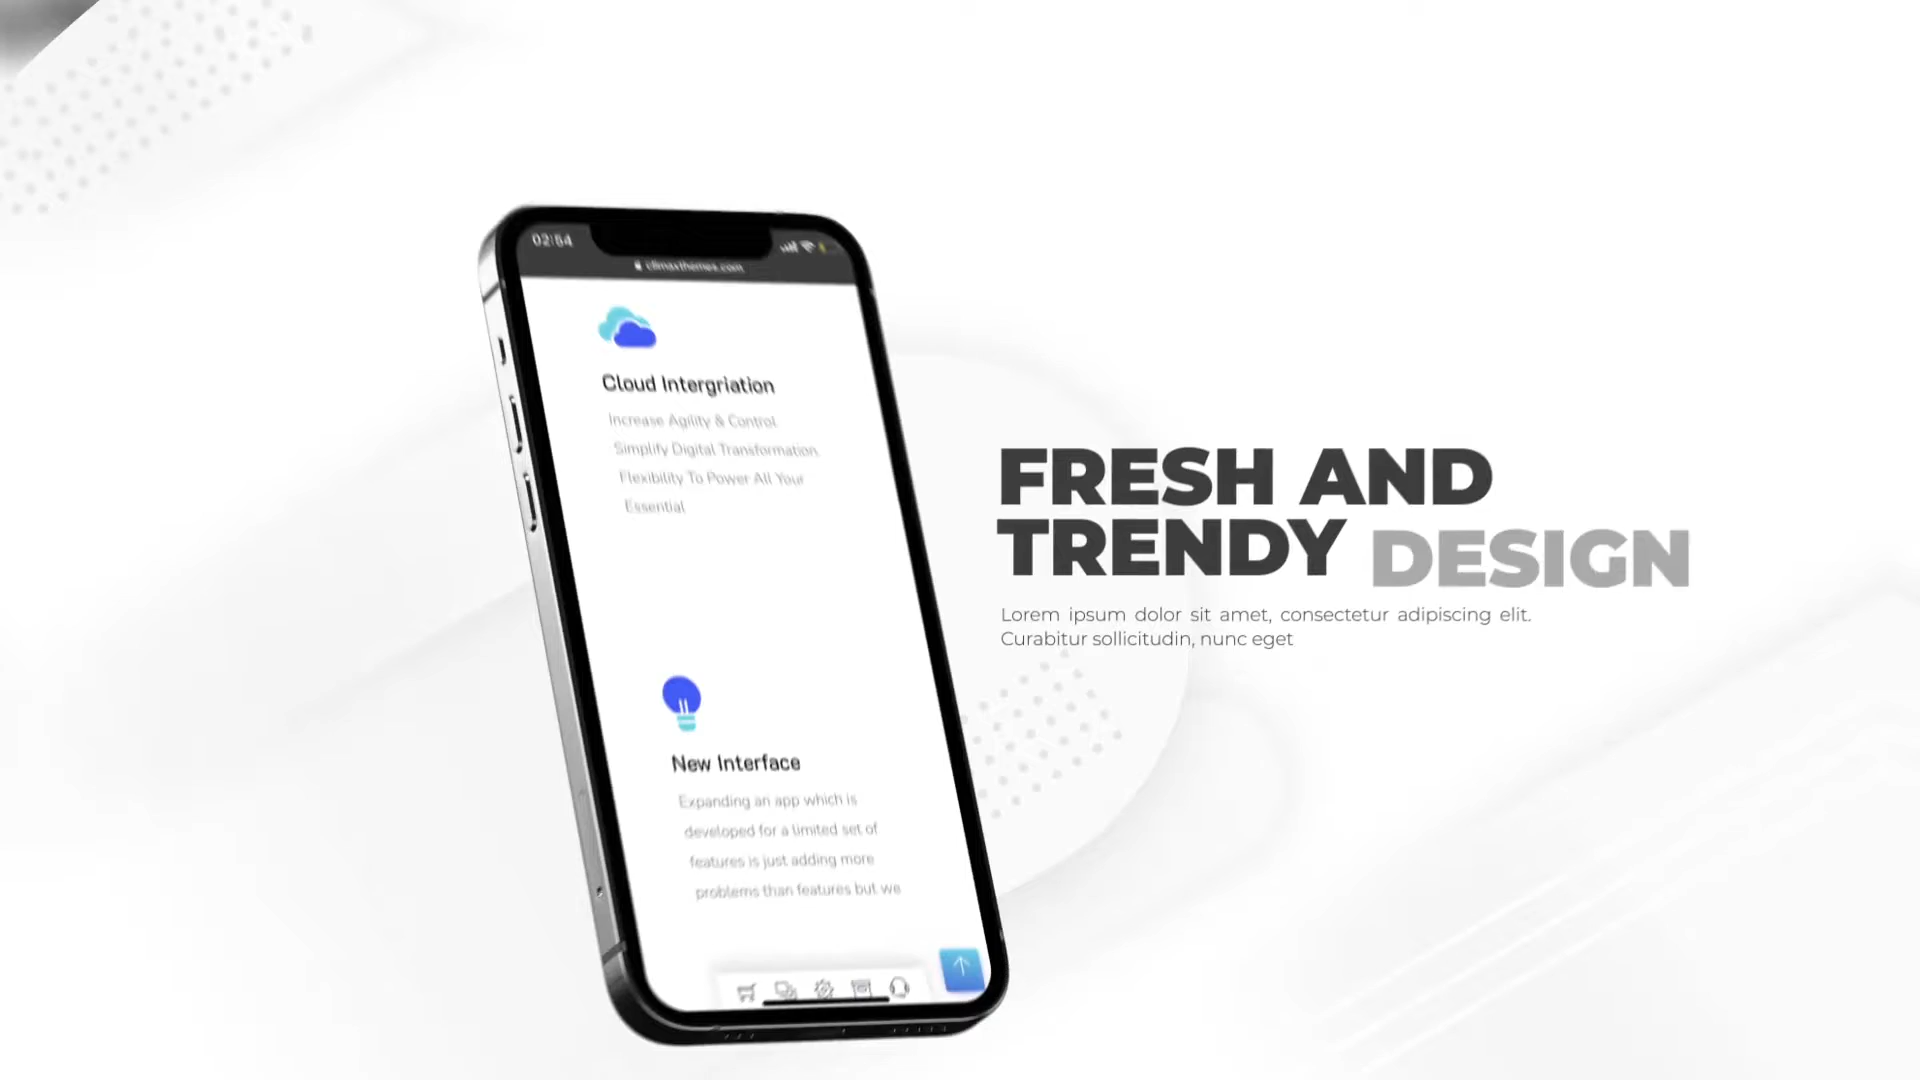 02:54
climaxthemes.com
Cloud Intergriation
Increase Agility & Control.
Simplify Digital Transformation.
Flexibility To Power All Your
Essential
New Interface
Expanding an app which is
developed for a limited set of
features is just adding more
problems than features but we
FRESH AND
TRENDY DESIGN
Lorem ipsum dolor sit amet, consectetur adipiscing elit.
Curabitur sollicitudin, nunc eget